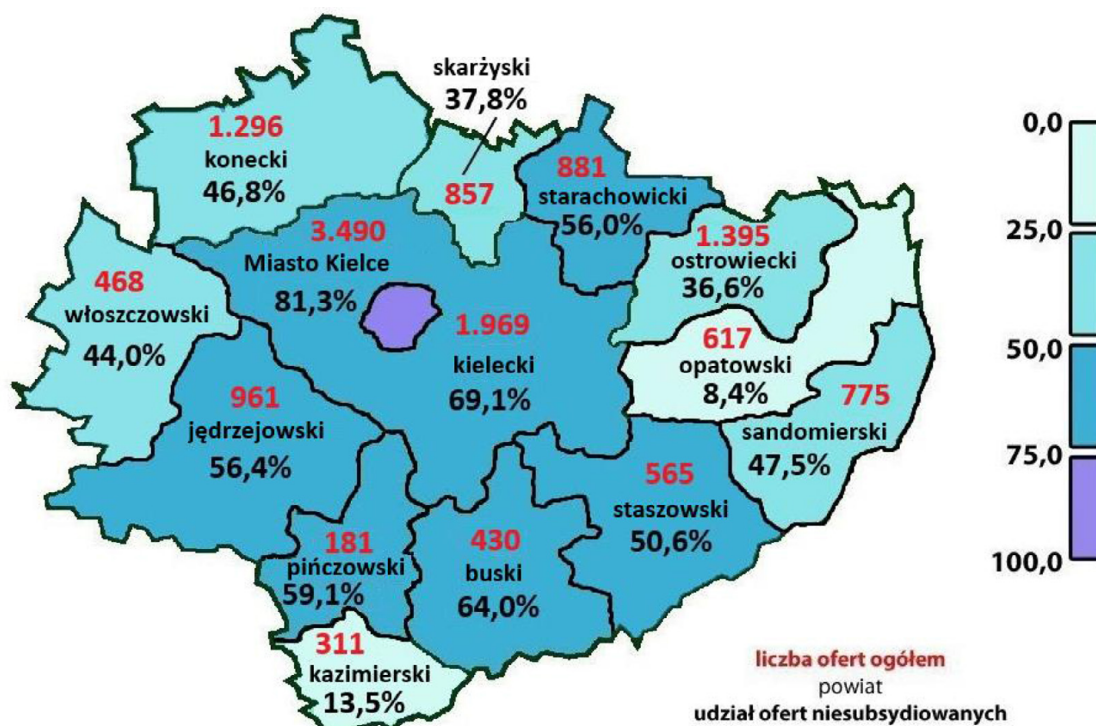 skarżyski
37,8%
857
1.296
konecki
46,8%
881
starachowicki
56,0%
3.490
Miasto Kielce
81,3%
1.395
ostrowiecki
36,6%
468
włoszczowski
44,0%
1.969
kielecki
69,1%
617
opatowski
8,4%
775
sandomierski
47,5%
961
jędrzejowski
56,4%
565
staszowski
50,6%
181
pińczowski
59,1%
430
buski
64,0%
311
kazimierski
13,5%
0,0
25,0
50,0
75,0
100,0
liczba ofert ogółem
powiat
udział ofert niesubsydiowanych